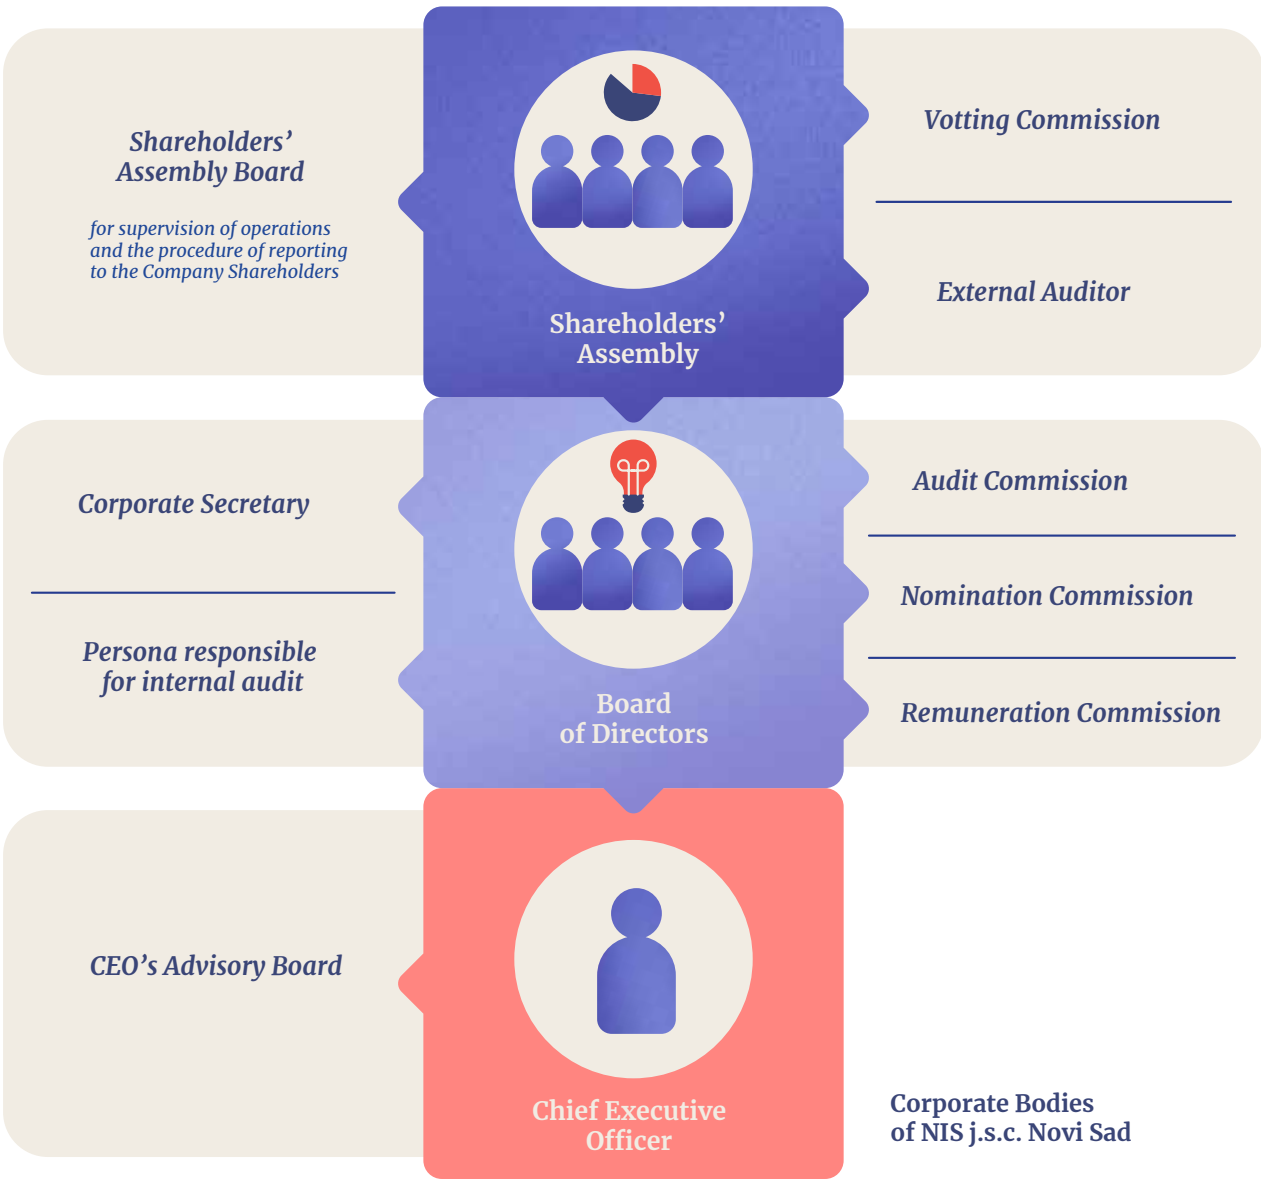 Shareholders’
Assembly Board
for supervision of operations
and the procedure of reporting
to the Company Shareholders
Shareholders’
Assembly
Votting Commission
External Auditor
Corporate Secretary
Persona responsible
for internal audit
Board
of Directors
Audit Commission
Nomination Commission
Remuneration Commission
CEO’s Advisory Board
Chief Executive
Officer
Corporate Bodies
of NIS j.s.c. Novi Sad